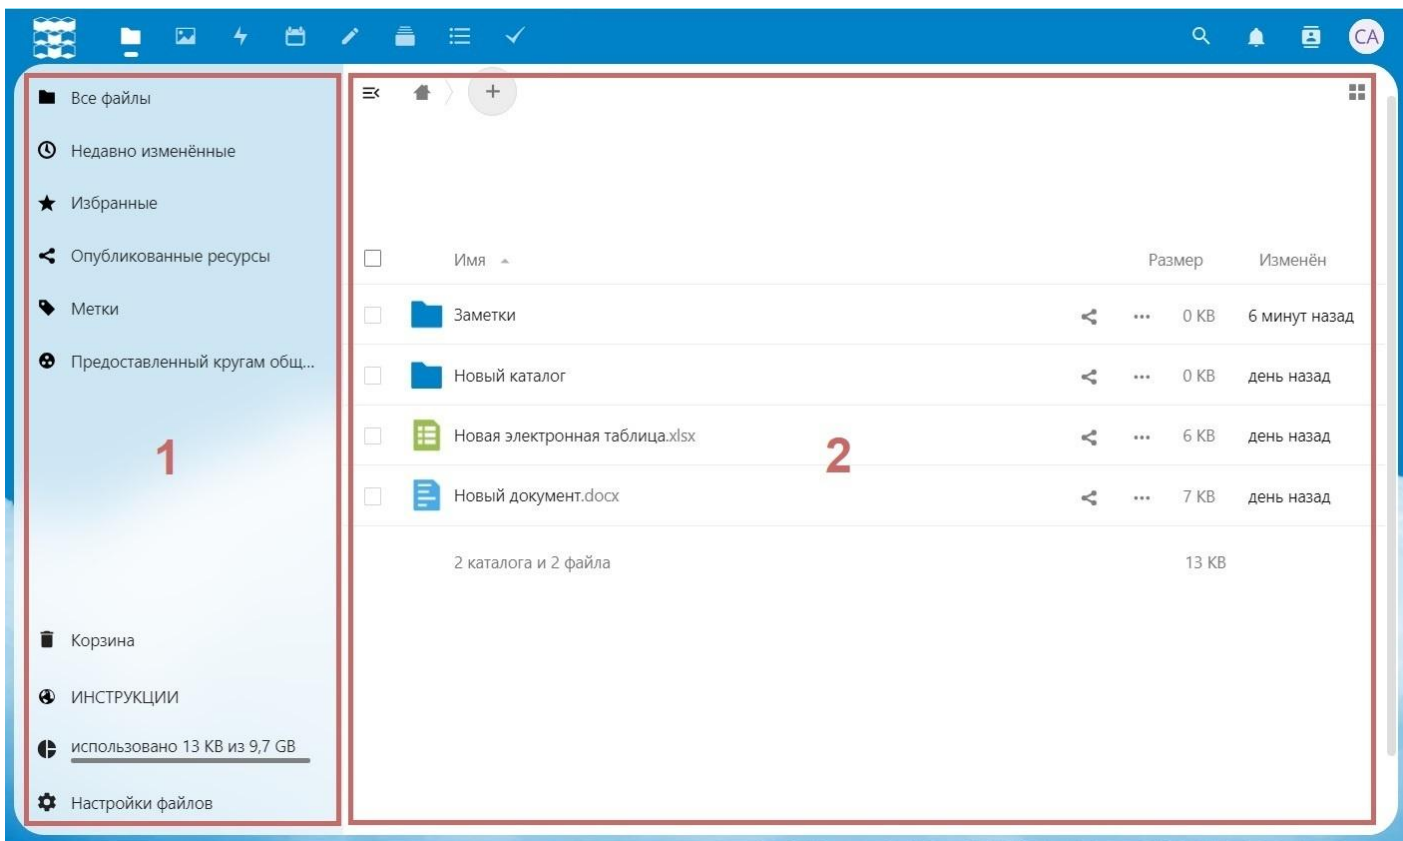 CA
Все файлы
Недавно изменённые
Избранные
Опубликованные ресурсы
Метки
Предоставленный кругам общ...
1
Корзина
ИНСТРУКЦИИ
использовано 13 KB из 9,7 GB
Настройки файлов
Имя Размер Изменён
Заметки 0 KB 6 минут назад
Новый каталог 0 KB день назад
Новая электронная таблица.xlsx 6 KB день назад
2
Новый документ.docx 7 KB день назад
2 каталога и 2 файла 13 KB